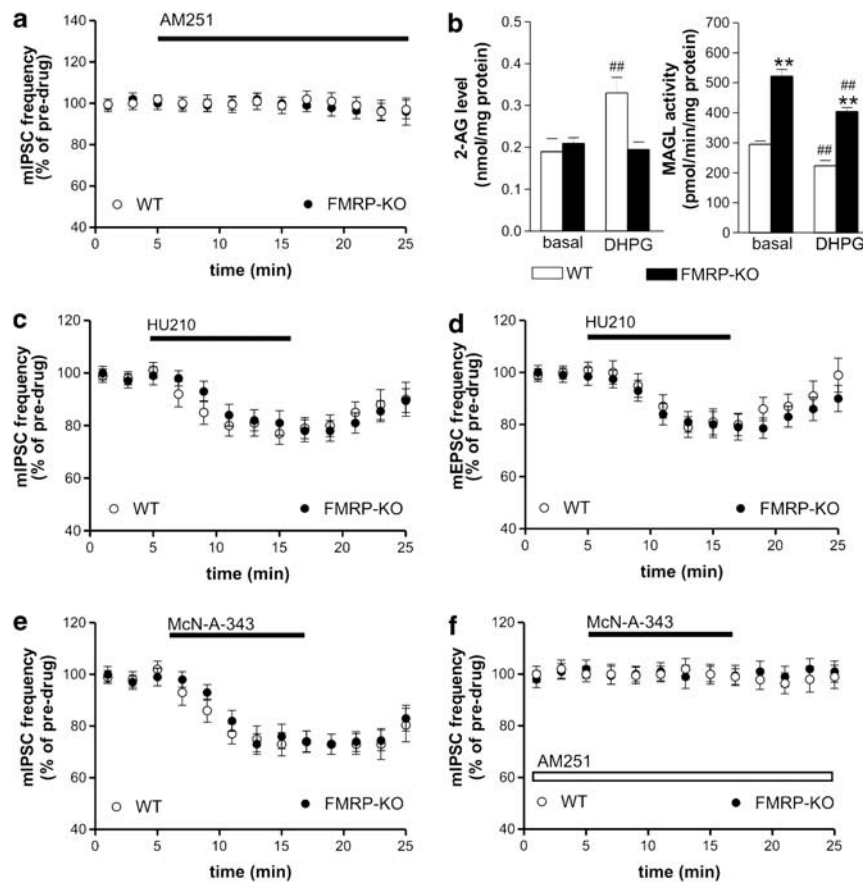 a
AM251
mIPSC frequency
(% of pre-drug)
140
120
100
80
60
40
WT
FMRP-KO
0 5 10 15 20 25
time (min)
b
2-AG level
(nmol/mg protein)
0.5
0.4
0.3
0.2
0.1
0.0
##
basal DHPG
MAGL activity
(pmol/min/mg protein)
700
600
500
400
300
200
100
0
**
##
##
**
basal DHPG
WT FMRP-KO
c
HU210
mIPSC frequency
(% of pre-drug)
120
100
80
60
40
WT
FMRP-KO
0 5 10 15 20 25
time (min)
d
HU210
mEPSC frequency
(% of pre-drug)
120
100
80
60
40
WT
FMRP-KO
0 5 10 15 20 25
time (min)
e
McN-A-343
mIPSC frequency
(% of pre-drug)
120
100
80
60
40
WT
FMRP-KO
0 5 10 15 20 25
time (min)
f
McN-A-343
mIPSC frequency
(% of pre-drug)
120
100
80
60
40
AM251
WT
FMRP-KO
0 5 10 15 20 25
time (min)